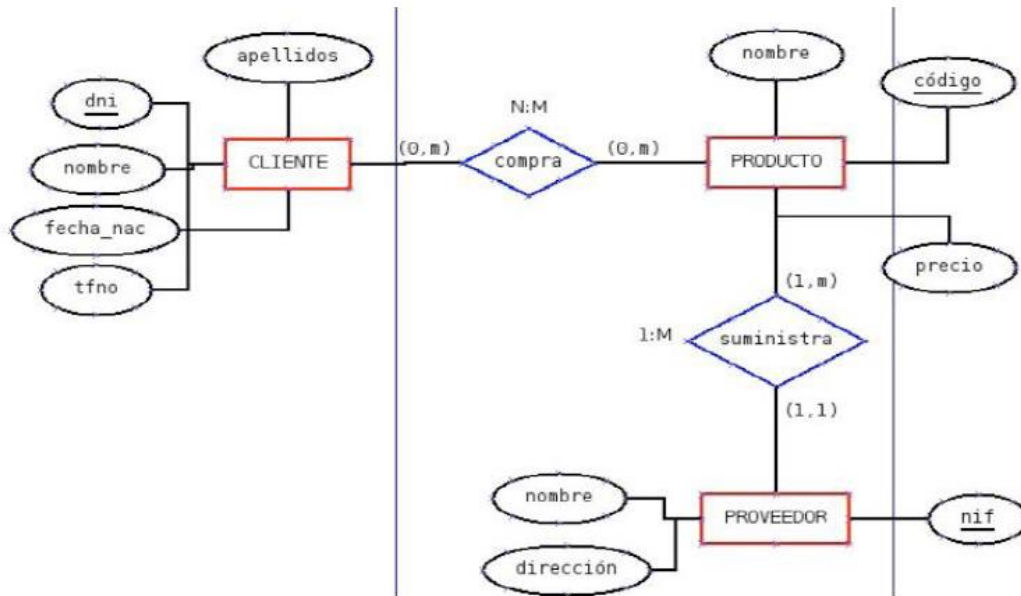 apellidos
nombre
código
dni
N:M
nombre
CLIENTE
(0,m)
compra
(0,m)
PRODUCTO
fecha_nac
precio
tfno
(1,m)
1:M
suministra
(1,1)
nombre
PROVEEDOR
nif
dirección